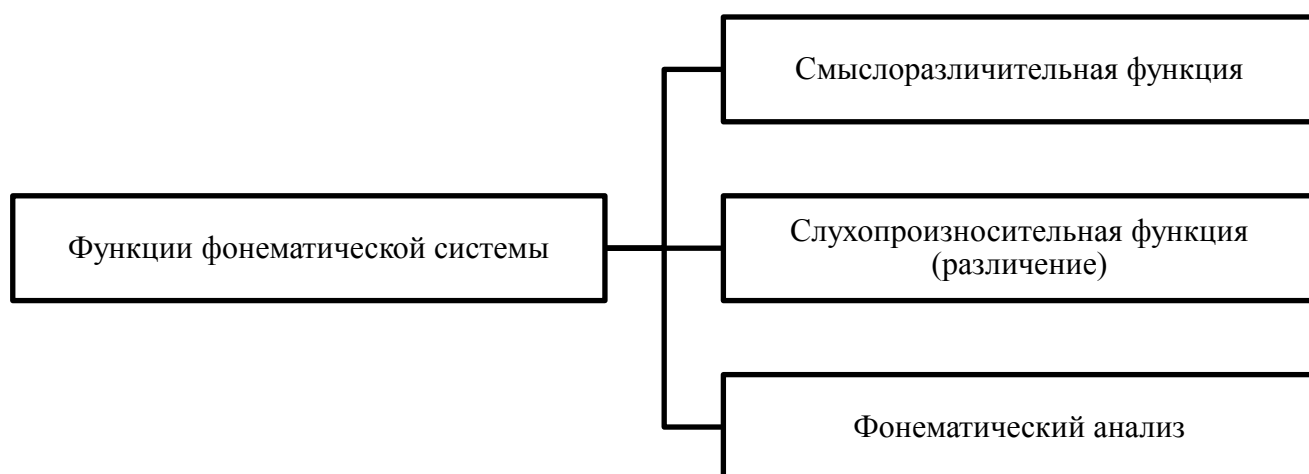 Смыслоразличительная функция
Функции фонематической системы
Слухопроизносительная функция
(различение)
Фонематический анализ